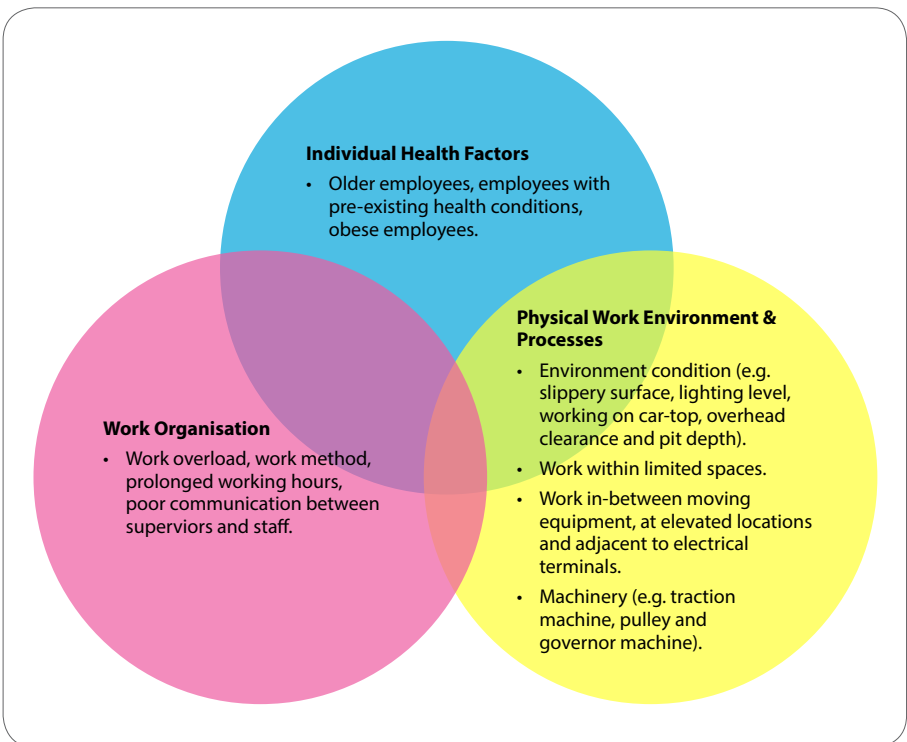 Individual Health Factors
• Older employees, employees with
pre-existing health conditions,
obese employees.
Physical Work Environment &
Processes
• Environment condition (e.g.
slippery surface, lighting level,
working on car-top, overhead
clearance and pit depth).
• Work within limited spaces.
• Work in-between moving
equipment, at elevated locations
and adjacent to electrical
terminals.
• Machinery (e.g. traction
machine, pulley and
governor machine).
Work Organisation
• Work overload, work method,
prolonged working hours,
poor communication between
superviors and staff.